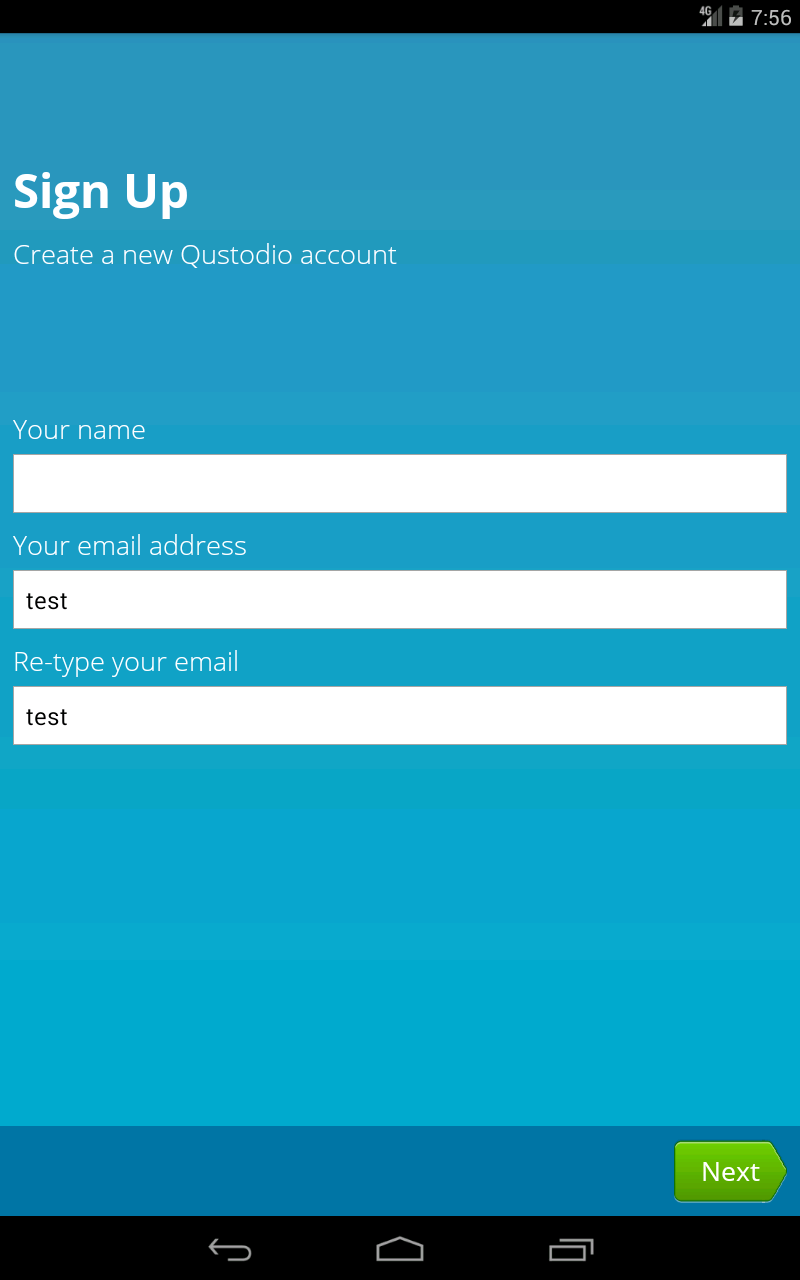 4G 7:56
Sign Up
Create a new Qustodio account
Your name
Your email address
test
Re-type your email
test
Next